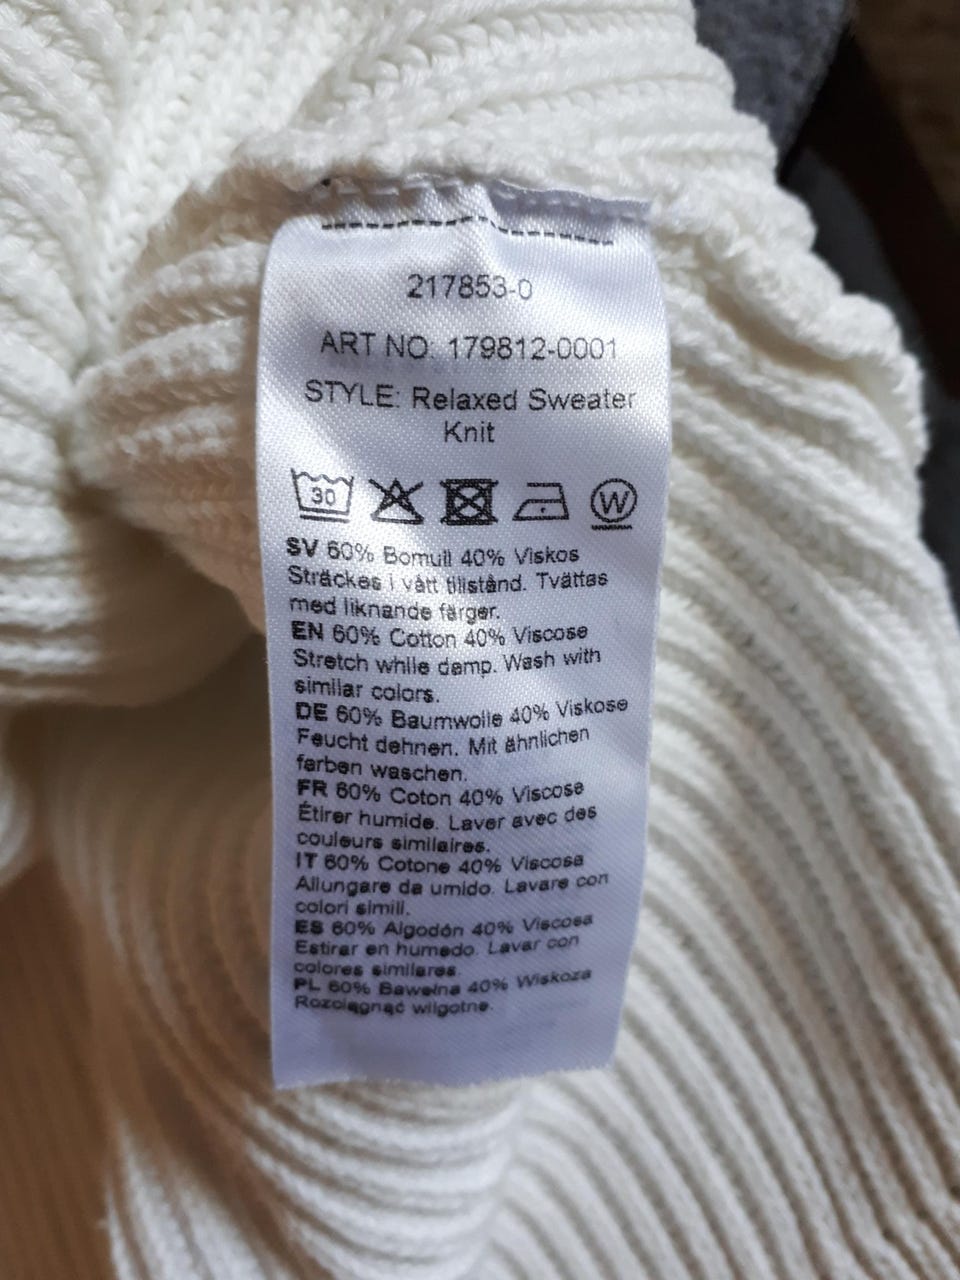 217853-0
ART NO: 179812-0001
STYLE: Relaxed Sweater
Knit
30 W
SV 60% Bomull 40% Viskos
Sträckes i vått tillstånd. Tvättas
med liknande färger.
EN 60% Cotton 40% Viscose
Stretch while damp. Wash with
similar colors.
DE 60% Baumwolle 40% Viskose
Feucht dehnen. Mit ähnlichen
farben waschen.
FR 60% Coton 40% Viscose
Étirer humide. Laver avec des
couleurs similaires.
IT 60% Cotone 40% Viscosa
Allungare da umido. Lavare con
colori simili.
ES 60% Algodón 40% Viscosa
Estirar en humedo. Lavar con
colores similares.
PL 60% Bawełna 40% Wiskoza
Rozciągnąć wilgotne.